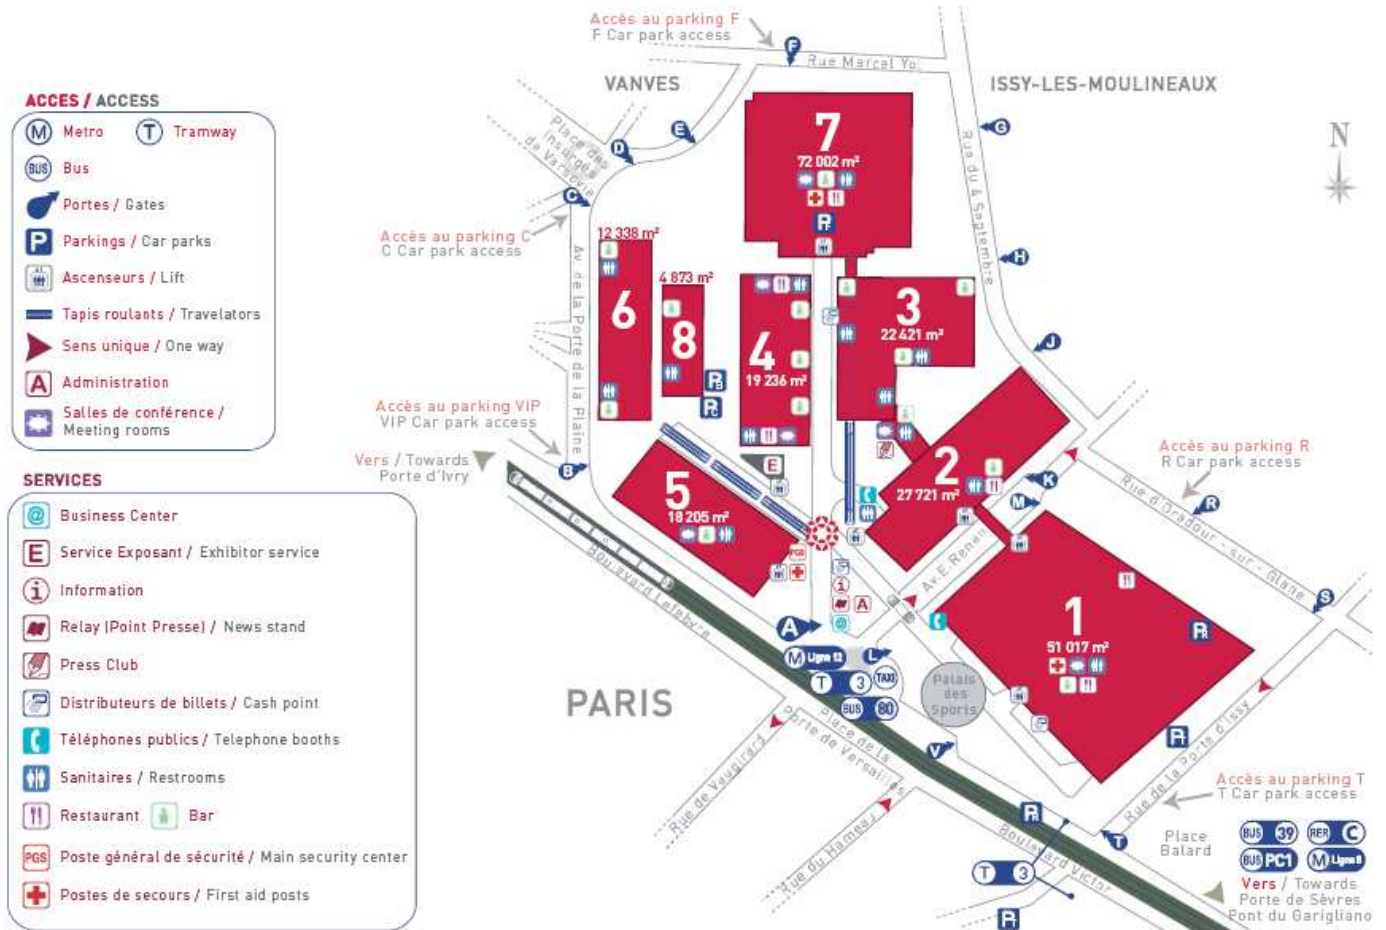 ACCES / ACCESS
M Metro
T Tramway
BUS Bus
Portes / Gates
P Parkings / Car parks
Ascenseurs / Lift
Tapis roulants / Travelators
Sens unique / One way
A Administration
Salles de conférence /
Meeting rooms
SERVICES
@ Business Center
E Service Exposant / Exhibitor service
i Information
Relay (Point Presse) / News stand
Press Club
Distributeurs de billets / Cash point
Téléphones publics / Telephone booths
Sanitaires / Restrooms
Restaurant
Bar
PGS Poste général de sécurité / Main security center
Postes de secours / First aid posts
Accès au parking F
F Car park access
F
Rue Marcel Yol
VANVES
ISSY-LES-MOULINEAUX
N
Place des
insurgés
de Varsovie
E
D
C
G
Rue du 4 Septembre
H
J
7
72 002 m²
Accès au parking C
C Car park access
Av. de la Porte de la Plaine
12 338 m²
6
4 873 m²
8
4
19 236 m²
3
22 421 m²
Accès au parking VIP
VIP Car park access
Vers / Towards
Porte d'Ivry
B
5
18 205 m²
E
2
27 721 m²
K
M
Accès au parking R
R Car park access
R
Rue d'Oradour - sur - Glane
S
Av. E. Renan
PGS
i
A
@
1
51 017 m²
Boulevard Lefebvre
A
L
M Ligne 12
T 3
TAXI
BUS 80
Palais
des
Sports
PARIS
Place de la
Porte de Versailles
V
Rue de Vaugirard
Rue du Hameau
Boulevard Victor
T
T 3
Rue de la Porte d'Issy
Accès au parking T
T Car park access
Place
Balard
BUS 39
RER C
BUS PC1
M Ligne 8
Vers / Towards
Porte de Sèvres
Pont du Garigliano